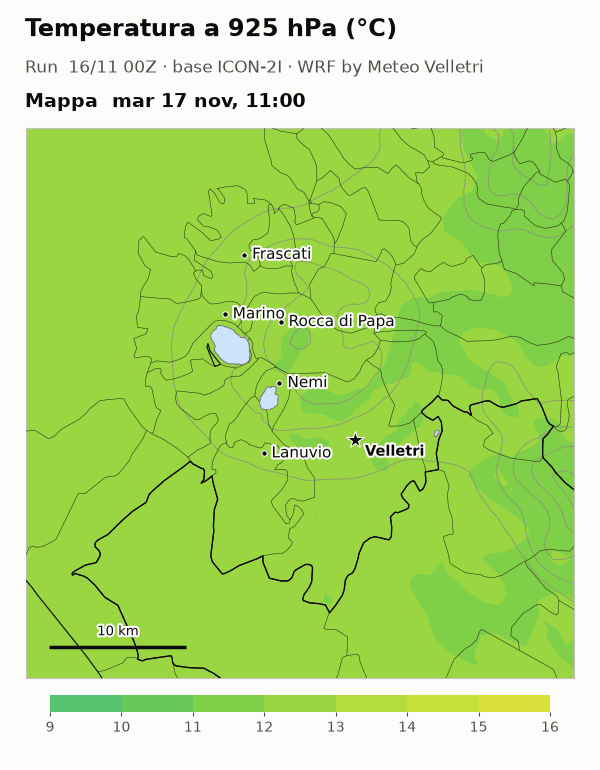 Temperatura a 925 hPa (°C)
Run  16/11 00Z · base ICON-2I · WRF by Meteo Velletri
Mappa  mar 17 nov, 11:00
Frascati
Marino
Rocca di Papa
Nemi
Velletri
Lanuvio
10 km
9 10 11 12 13 14 15 16